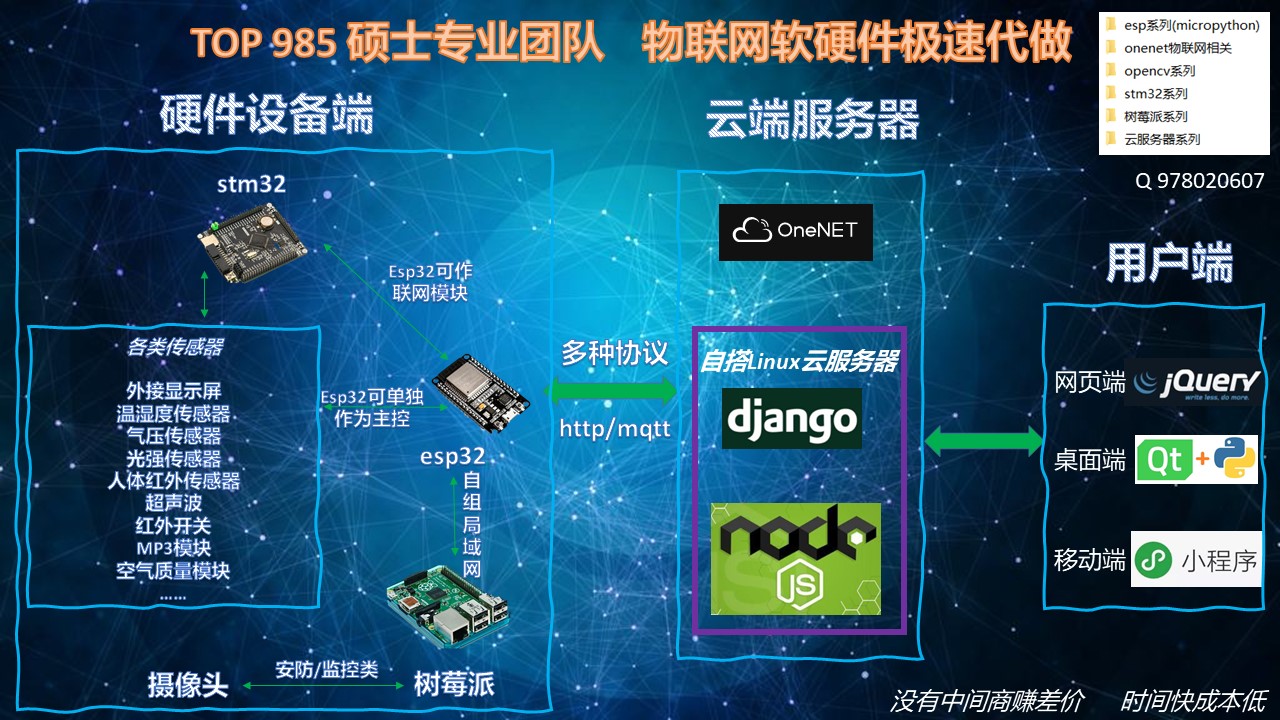 TOP 985 硕士专业团队 物联网软硬件极速代做
esp系列(micropython)
onenet物联网相关
opencv系列
stm32系列
树莓派系列
云服务器系列
Q 978020607
硬件设备端
stm32
Esp32可作
联网模块
各类传感器
外接显示屏
温湿度传感器
气压传感器
光强传感器
人体红外传感器
超声波
红外开关
MP3模块
空气质量模块
......
Esp32可单独
作为主控
esp32
自组局域网
摄像头
安防/监控类
树莓派
多种协议
http/mqtt
云端服务器
OneNET
自搭Linux云服务器
django
node
JS
用户端
网页端
jQuery
write less, do more.
桌面端
Qt
+
移动端
小程序
没有中间商赚差价 时间快成本低